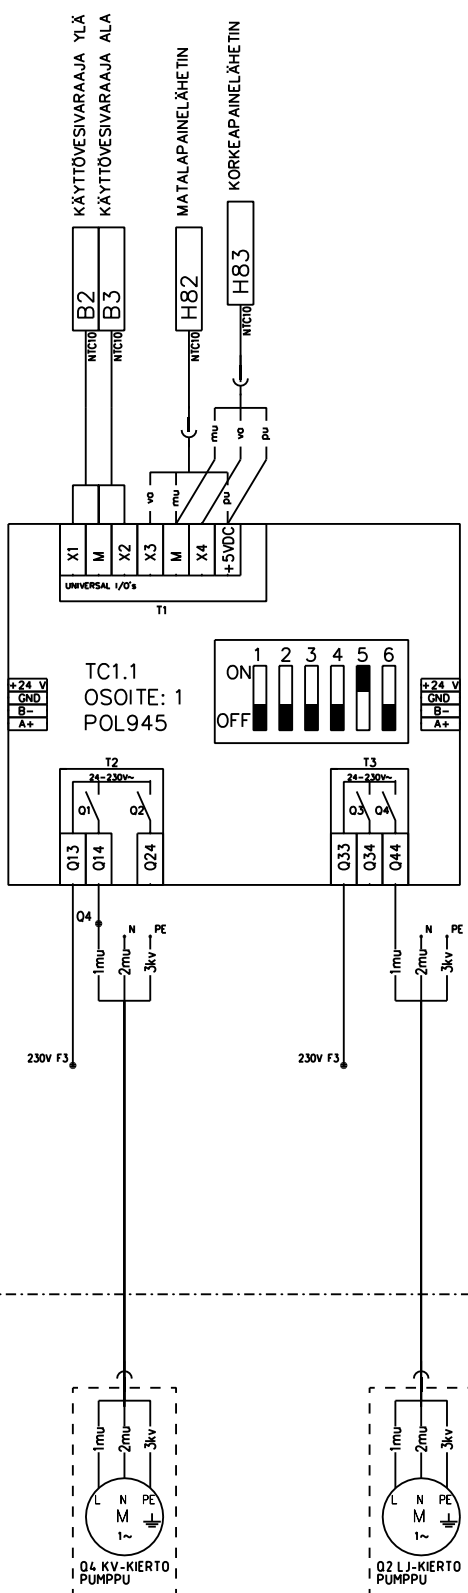 KÄYTTÖVESIVARAAJA YLÄ
KÄYTTÖVESIVARAAJA ALA
MATALAPAINELÄHETIN
KORKEAPAINELÄHETIN
B2
B3
H82
H83
NTC10
NTC10
NTC10
NTC10
mu
va
pu
va
mu
pu
X1
M
X2
X3
M
X4
+5VDC
UNIVERSAL I/O's
T1
TC1.1
OSOITE: 1
POL945
1 2 3 4 5 6
ON
OFF
+24 V
GND
B-
A+
+24 V
GND
B-
A+
T2
24-230V~
Q1
Q2
Q13
Q14
Q24
T3
24-230V~
Q3
Q4
Q33
Q34
Q44
Q4
N
PE
1mu
2mu
3kv
N
PE
1mu
2mu
3kv
230V F3
230V F3
1mu
2mu
3kv
L N PE
M
1~
Q4 KV-KIERTO
PUMPPU
1mu
2mu
3kv
L N PE
M
1~
Q2 LJ-KIERTO
PUMPPU